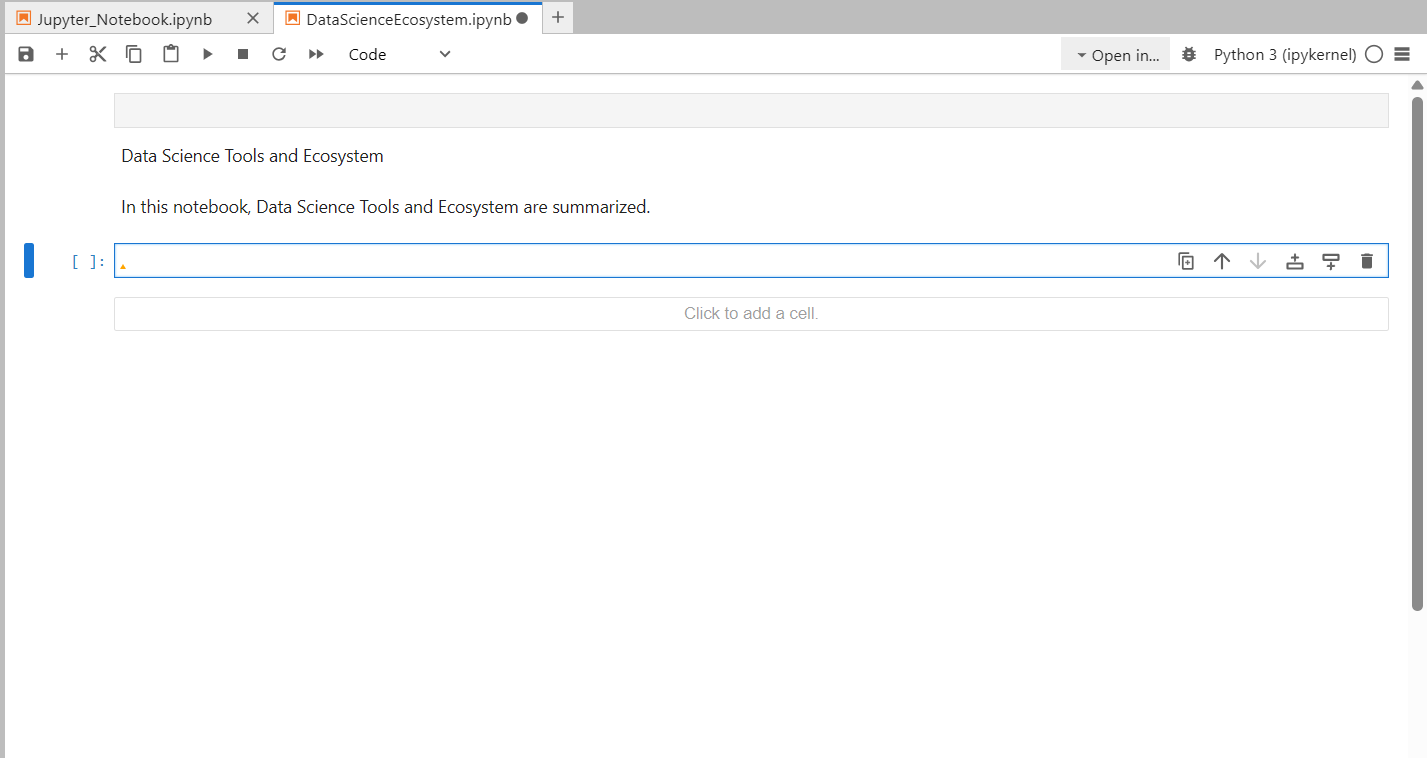 Jupyter_Notebook.ipynb DataScienceEcosystem.ipynb
Code Open in... Python 3 (ipykernel)
Data Science Tools and Ecosystem
In this notebook, Data Science Tools and Ecosystem are summarized.
[ ]:
Click to add a cell.